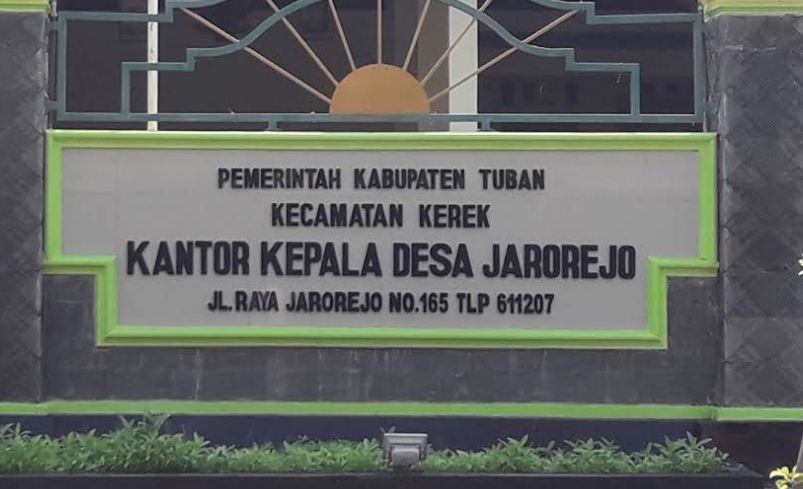 PEMERINTAH KABUPATEN TUBAN
KECAMATAN KEREK
KANTOR KEPALA DESA JAROREJO
JL. RAYA JAROREJO NO.165 TLP 611207